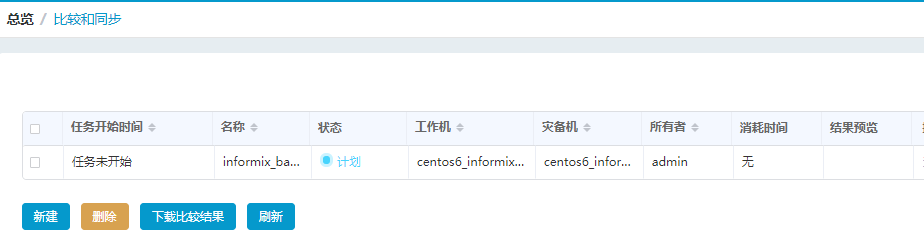 总览 / 比较和同步
任务开始时间 名称 状态 工作机 灾备机 所有者 消耗时间 结果预览
任务未开始 informix_ba... 计划 centos6_informix... centos6_infor... admin 无
新建 删除 下载比较结果 刷新